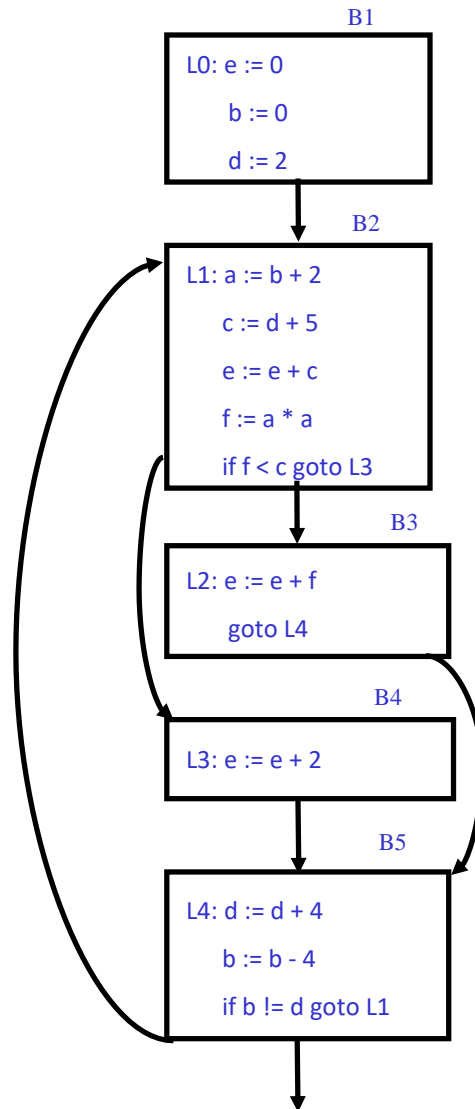 B1
L0: e := 0
b := 0
d := 2
B2
L1: a := b + 2
c := d + 5
e := e + c
f := a * a
if f < c goto L3
B3
L2: e := e + f
goto L4
B4
L3: e := e + 2
B5
L4: d := d + 4
b := b - 4
if b != d goto L1